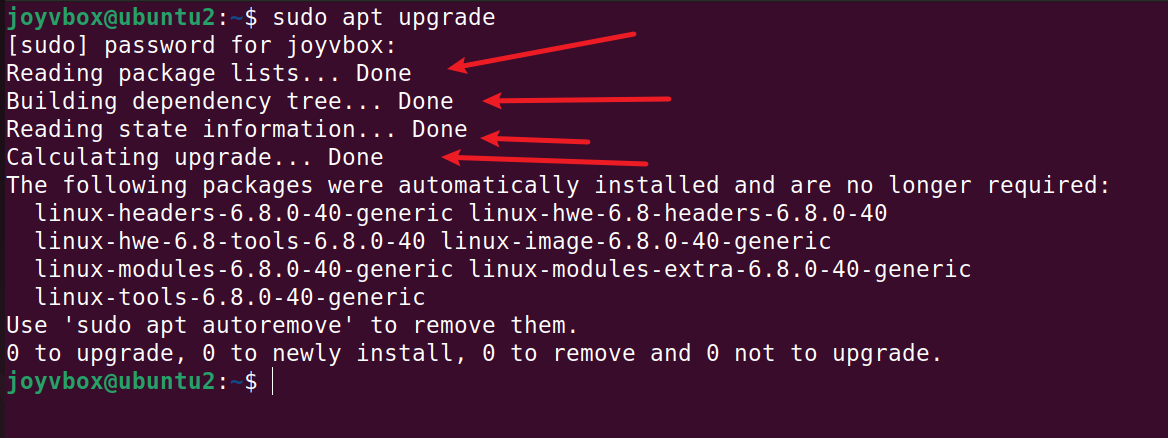 joyvbox@ubuntu2:~$ sudo apt upgrade
[sudo] password for joyvbox:
Reading package lists... Done
Building dependency tree... Done
Reading state information... Done
Calculating upgrade... Done
The following packages were automatically installed and are no longer required:
  linux-headers-6.8.0-40-generic linux-hwe-6.8-headers-6.8.0-40
  linux-hwe-6.8-tools-6.8.0-40 linux-image-6.8.0-40-generic
  linux-modules-6.8.0-40-generic linux-modules-extra-6.8.0-40-generic
  linux-tools-6.8.0-40-generic
Use 'sudo apt autoremove' to remove them.
0 to upgrade, 0 to newly install, 0 to remove and 0 not to upgrade.
joyvbox@ubuntu2:~$